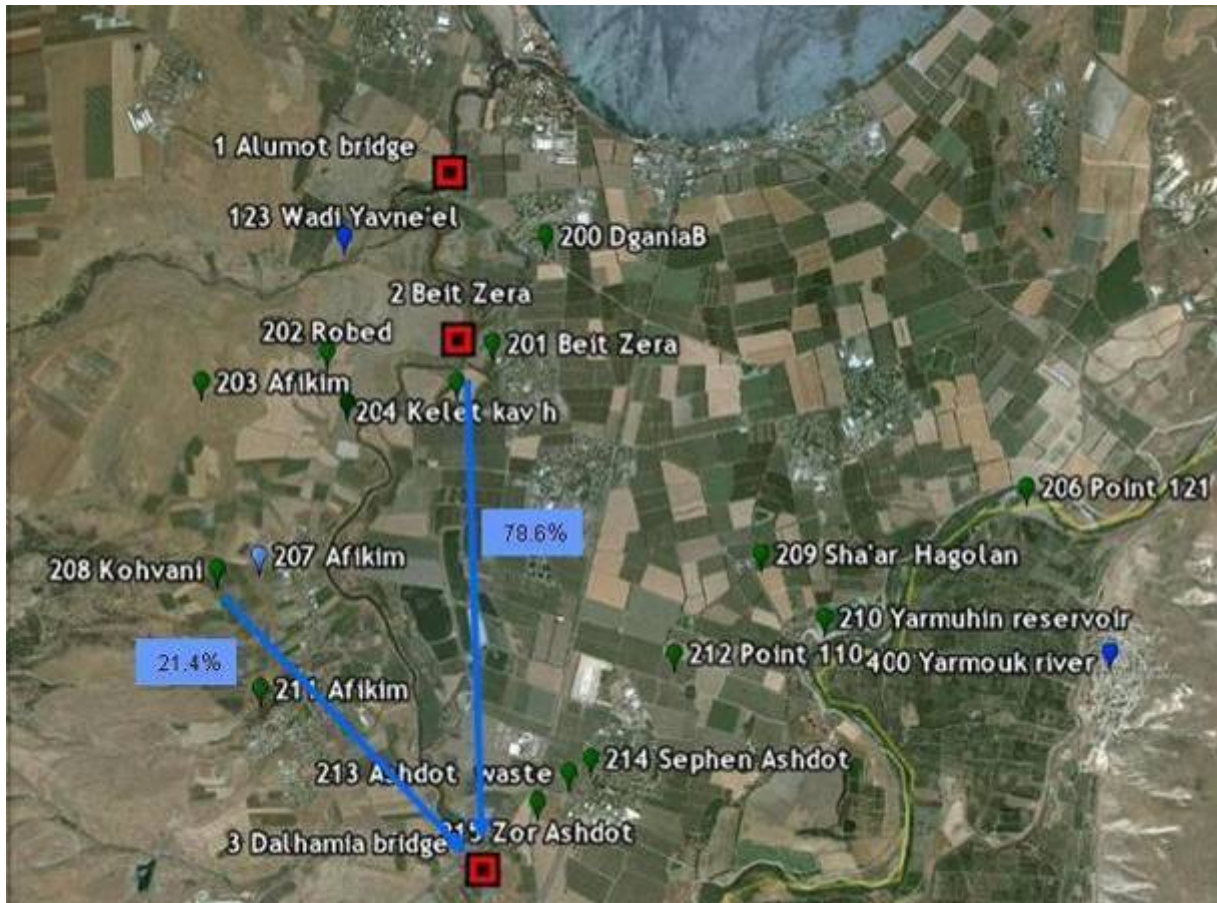 1 Alumot bridge
123 Wadi Yavne'el
200 DganiaB
2 Beit Zera
202 Robed
201 Beit Zera
203 Afikim
204 Kelet kav h
206 Point 121
78.6%
208 Kohvani
207 Afikim
209 Sha'ar Hagolan
210 Yarmuhin reservoir
21.4%
212 Point 110
400 Yarmouk river
211 Afikim
214 Sephen Ashdot
213 Ashdot waste
215 Zor Ashdot
3 Dalhamia bridge